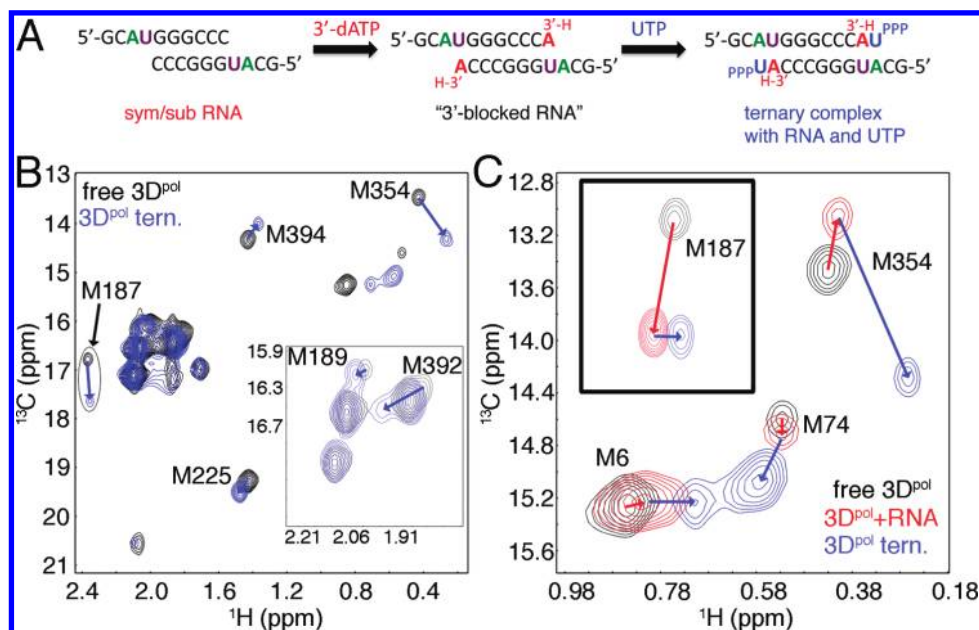 A
5′-GCAUGGGCCC
CCCGGGUACG-5′
sym/sub RNA
3′-dATP
3′-H
5′-GCAUGGGCCCA
ACCCGGGUACG-5′
H-3′
“3′-blocked RNA”
UTP
3′-H
5′-GCAUGGGCCCAUPPP
PPPUACCCGGGUACG-5′
H-3′
ternary complex
with RNA and UTP
B
free 3Dpol
3Dpol tern.
M354
M394
M187
M225
M189
M392
15.9
16.3
16.7
2.21 2.06 1.91
13
14
15
16
17
18
19
20
21
13C (ppm)
2.4 2.0 1.6 1.2 0.8 0.4
1H (ppm)
C
M187
M354
M74
M6
free 3Dpol
3Dpol+RNA
3Dpol tern.
12.8
13.2
13.6
14.0
14.4
14.8
15.2
15.6
13C (ppm)
0.98 0.78 0.58 0.38 0.18
1H (ppm)